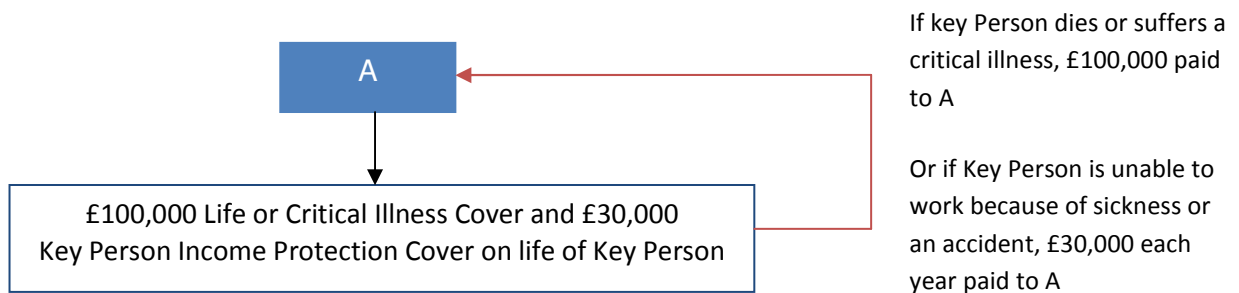 A
£100,000 Life or Critical Illness Cover and £30,000
Key Person Income Protection Cover on life of Key Person
If key Person dies or suffers a
critical illness, £100,000 paid
to A
Or if Key Person is unable to
work because of sickness or
an accident, £30,000 each
year paid to A